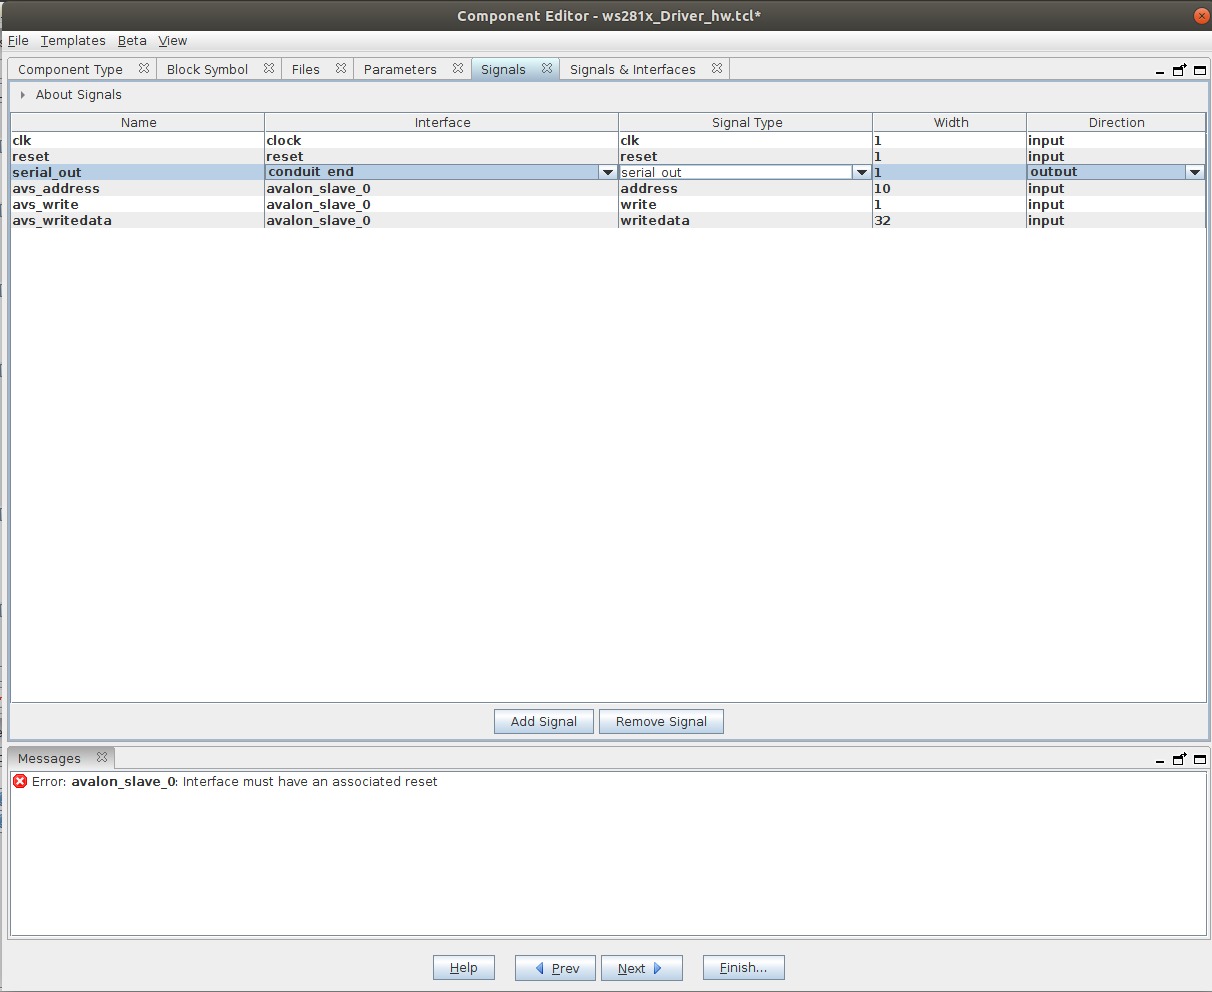 Component Editor - ws281x_Driver_hw.tcl*
File Templates Beta View
Component Type Block Symbol Files Parameters Signals Signals & Interfaces
About Signals
Name Interface Signal Type Width Direction
clk clock clk 1 input
reset reset reset 1 input
serial_out conduit_end serial_out 1 output
avs_address avalon_slave_0 address 10 input
avs_write avalon_slave_0 write 1 input
avs_writedata avalon_slave_0 writedata 32 input
Add Signal Remove Signal
Messages
Error: avalon_slave_0: Interface must have an associated reset
Help Prev Next Finish...